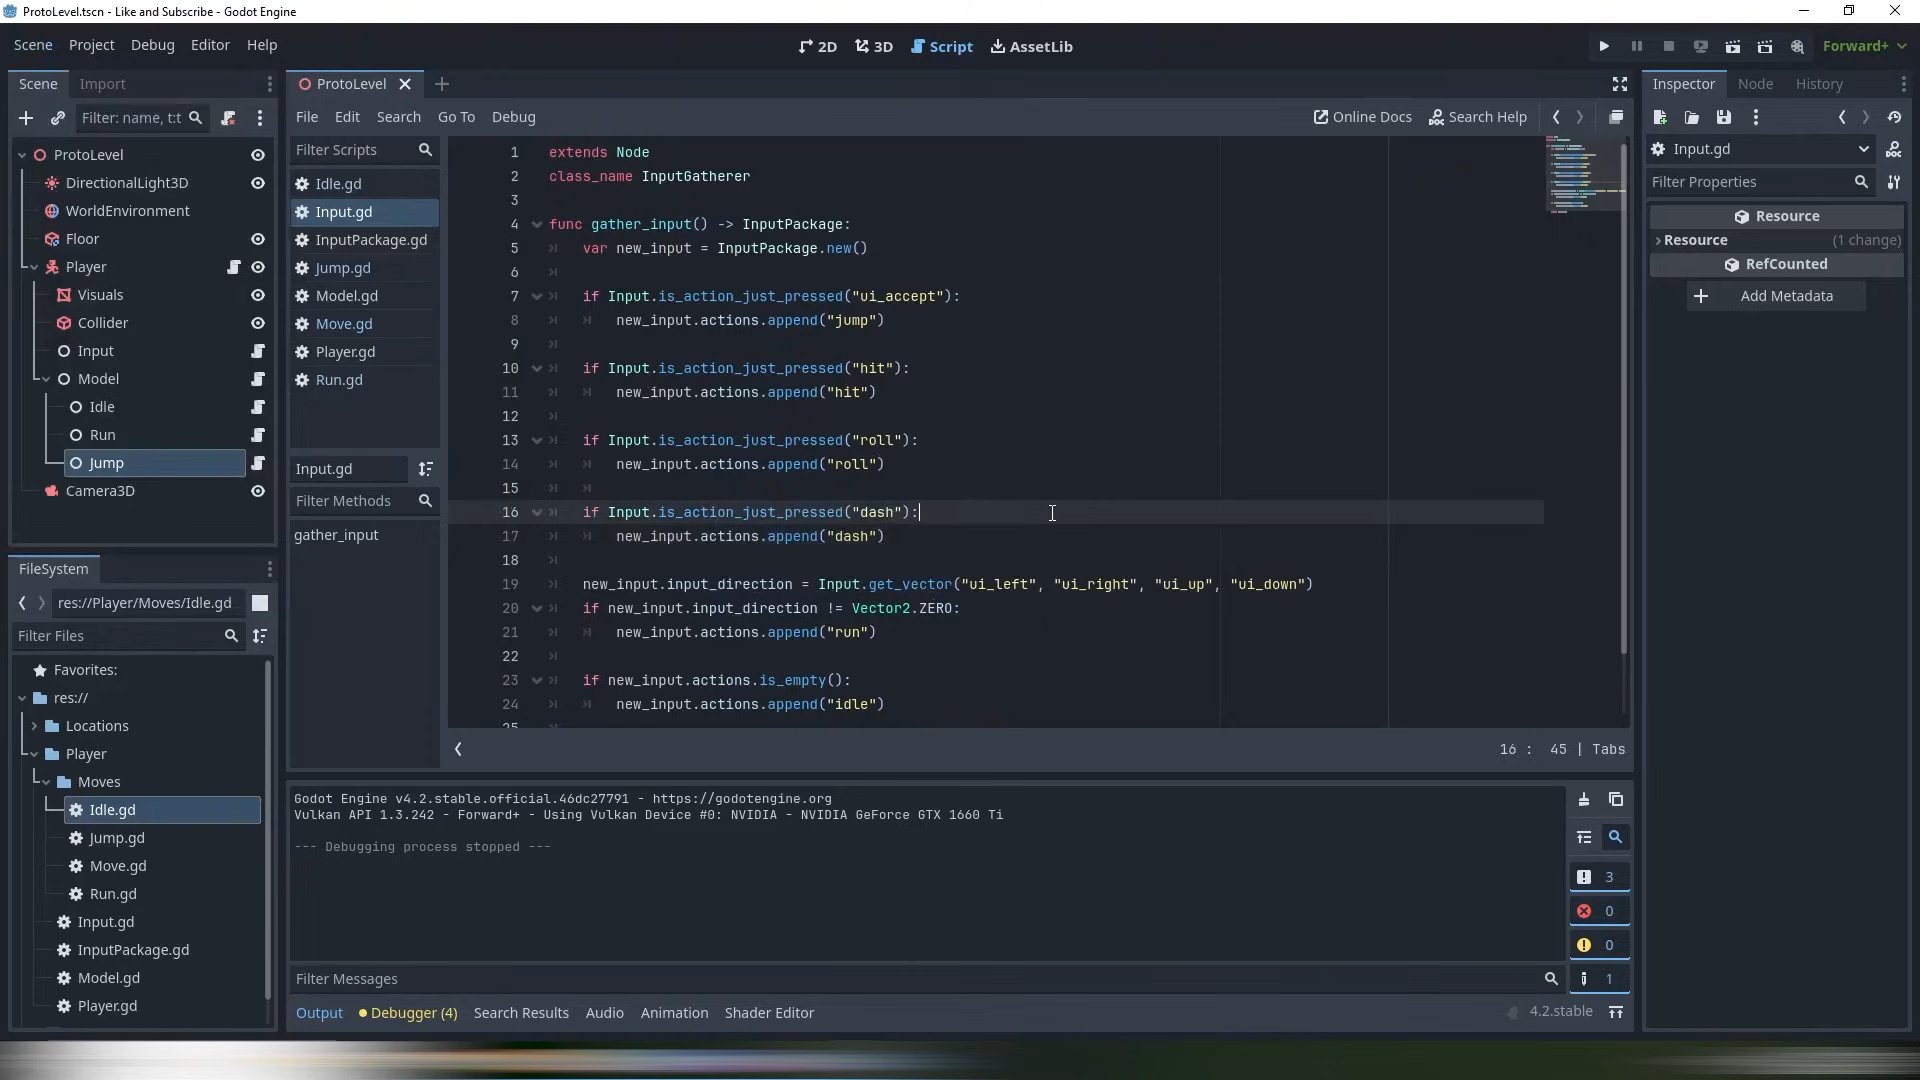 ProtoLevel.tscn - Like and Subscribe - Godot Engine
Scene Project Debug Editor Help
2D 3D Script AssetLib
Forward+
Scene Import
Filter: name, t:t
ProtoLevel
DirectionalLight3D
WorldEnvironment
Floor
Player
Visuals
Collider
Input
Model
Idle
Run
Jump
Camera3D
FileSystem
res://Player/Moves/Idle.gd
Filter Files
Favorites:
res://
Locations
Player
Moves
Idle.gd
Jump.gd
Move.gd
Run.gd
Input.gd
InputPackage.gd
Model.gd
Player.gd
ProtoLevel
File Edit Search Go To Debug
Online Docs Search Help
Filter Scripts
Idle.gd
Input.gd
InputPackage.gd
Jump.gd
Model.gd
Move.gd
Player.gd
Run.gd
Input.gd
Filter Methods
gather_input
1 extends Node
2 class_name InputGatherer
3
4 func gather_input() -> InputPackage:
5 var new_input = InputPackage.new()
6
7 if Input.is_action_just_pressed("ui_accept"):
8 new_input.actions.append("jump")
9
10 if Input.is_action_just_pressed("hit"):
11 new_input.actions.append("hit")
12
13 if Input.is_action_just_pressed("roll"):
14 new_input.actions.append("roll")
15
16 if Input.is_action_just_pressed("dash"):
17 new_input.actions.append("dash")
18
19 new_input.input_direction = Input.get_vector("ui_left", "ui_right", "ui_up", "ui_down")
20 if new_input.input_direction != Vector2.ZERO:
21 new_input.actions.append("run")
22
23 if new_input.actions.is_empty():
24 new_input.actions.append("idle")
25
16 : 45 | Tabs
Godot Engine v4.2.stable.official.46dc27791 - https://godotengine.org
Vulkan API 1.3.242 - Forward+ - Using Vulkan Device #0: NVIDIA - NVIDIA GeForce GTX 1660 Ti
--- Debugging process stopped ---
3
0
0
1
Filter Messages
Output Debugger (4) Search Results Audio Animation Shader Editor
4.2.stable
Inspector Node History
Input.gd
Filter Properties
Resource
Resource (1 change)
RefCounted
Add Metadata